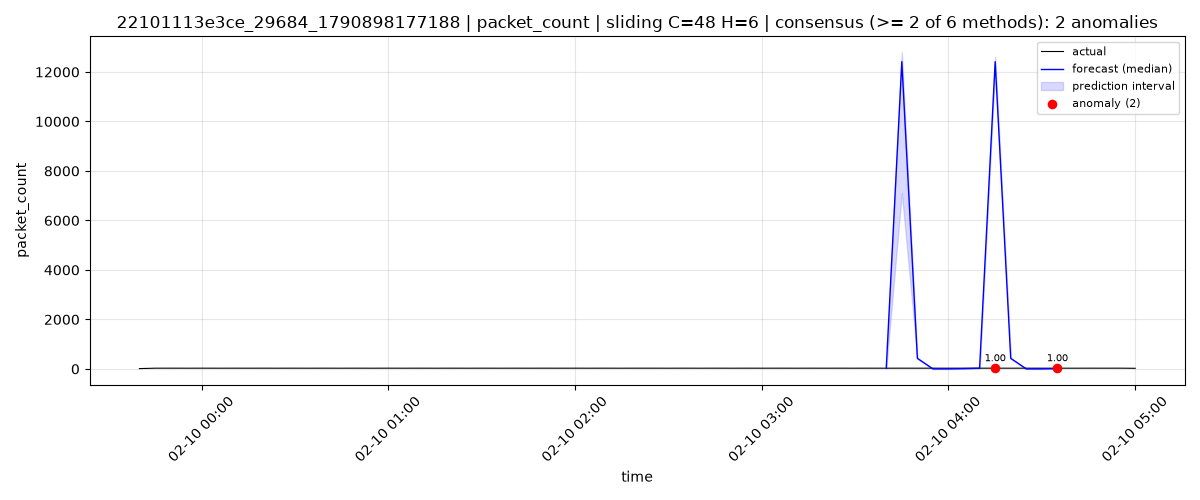 22101113e3ce_29684_1790898177188 | packet_count | sliding C=48 H=6 | consensus (>= 2 of 6 methods): 2 anomalies
actual
forecast (median)
prediction interval
anomaly (2)
packet_count
12000
10000
8000
6000
4000
2000
0
1.00
1.00
02-10 00:00
02-10 01:00
02-10 02:00
02-10 03:00
02-10 04:00
02-10 05:00
time